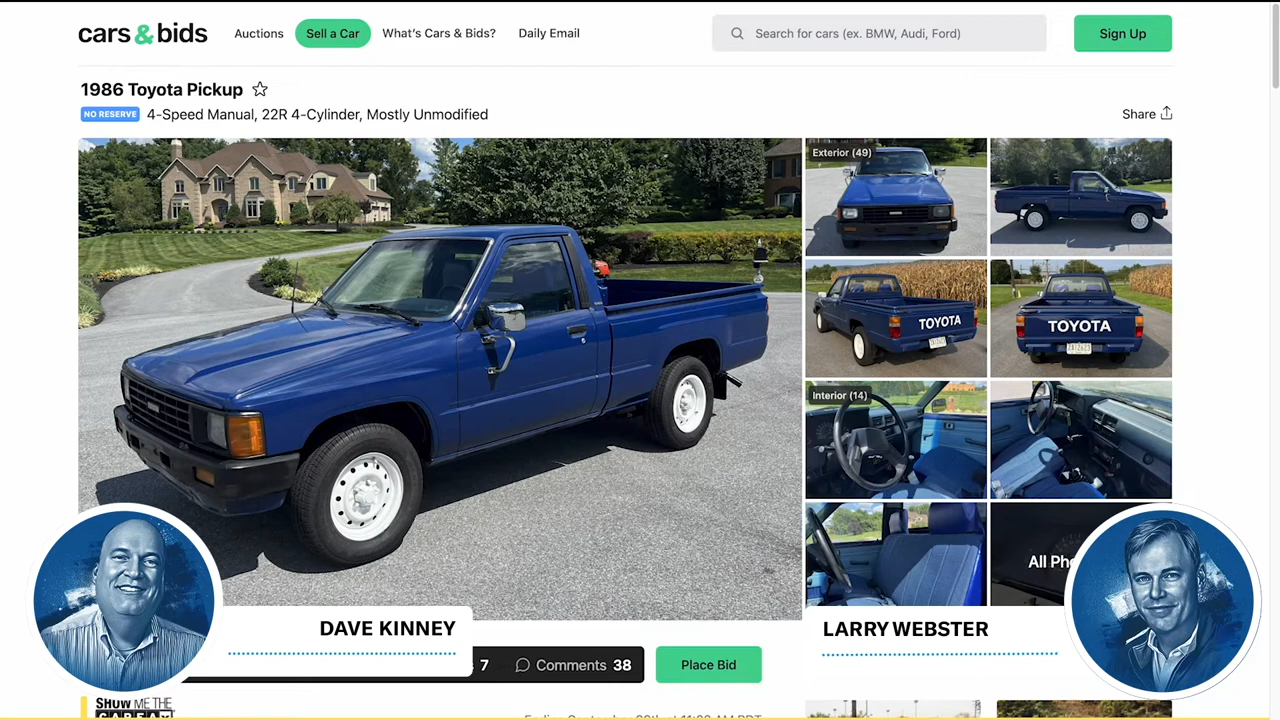 cars & bids
Auctions
Sell a Car
What's Cars & Bids?
Daily Email
Search for cars (ex. BMW, Audi, Ford)
Sign Up
1986 Toyota Pickup
NO RESERVE 4-Speed Manual, 22R 4-Cylinder, Mostly Unmodified
Share
Exterior (49)
TOYOTA
TOYOTA
Interior (14)
All Pho
DAVE KINNEY
LARRY WEBSTER
7
Comments 38
Place Bid
SHOW ME THE